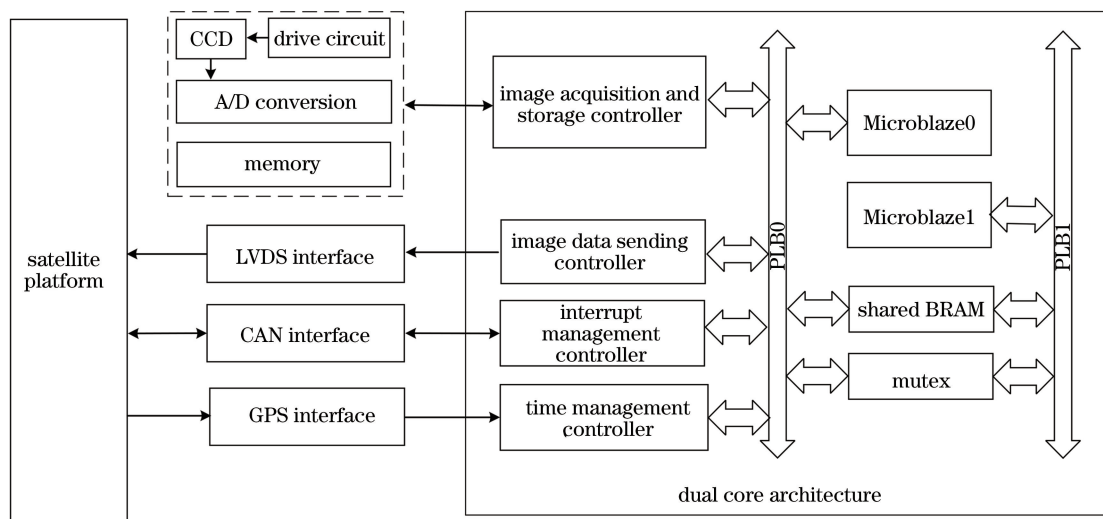 CCD
drive circuit
A/D conversion
memory
satellite
platform
LVDS interface
CAN interface
GPS interface
image acquisition and
storage controller
image data sending
controller
interrupt
management
controller
time management
controller
PLB0
Microblaze0
Microblaze1
shared BRAM
mutex
PLB1
dual core architecture